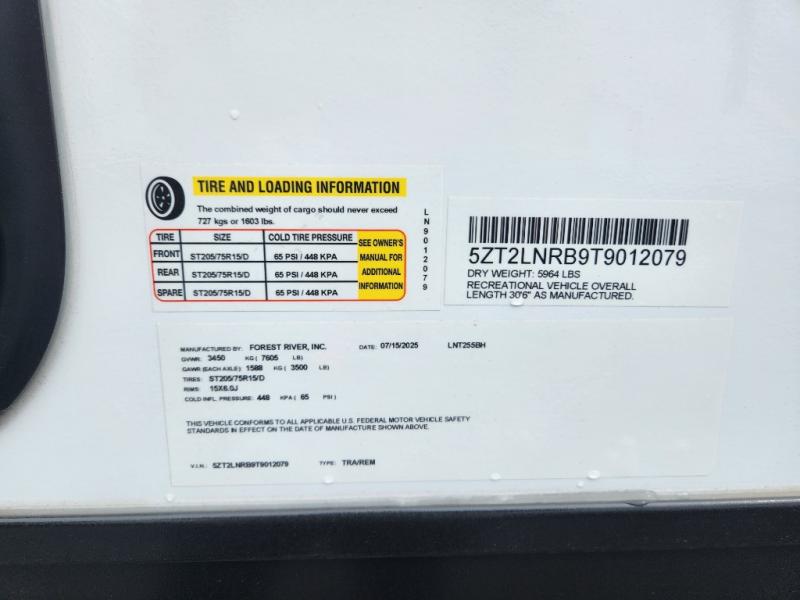 TIRE AND LOADING INFORMATION
The combined weight of cargo should never exceed
727 kgs or 1603 lbs.
TIRE SIZE COLD TIRE PRESSURE
FRONT ST205/75R15/D 65 PSI / 448 KPA
REAR ST205/75R15/D 65 PSI / 448 KPA
SPARE ST205/75R15/D 65 PSI / 448 KPA
SEE OWNER'S
MANUAL FOR
ADDITIONAL
INFORMATION
LN9012079
5ZT2LNRB9T9012079
DRY WEIGHT: 5964 LBS
RECREATIONAL VEHICLE OVERALL
LENGTH 30'6" AS MANUFACTURED.
MANUFACTURED BY: FOREST RIVER, INC. DATE: 07/15/2025 LNT255BH
GVWR: 3450 KG ( 7605 LB)
GAWR (EACH AXLE) 1588 KG ( 3500 LB)
TIRES: ST205/75R15/D
RIMS: 15X6.0J
COLD INFL. PRESSURE: 448 KPA ( 65 PSI )
THIS VEHICLE CONFORMS TO ALL APPLICABLE U.S. FEDERAL MOTOR VEHICLE SAFETY
STANDARDS IN EFFECT ON THE DATE OF MANUFACTURE SHOWN ABOVE.
V.I.N.: 5ZT2LNRB9T9012079 TYPE: TRA/REM